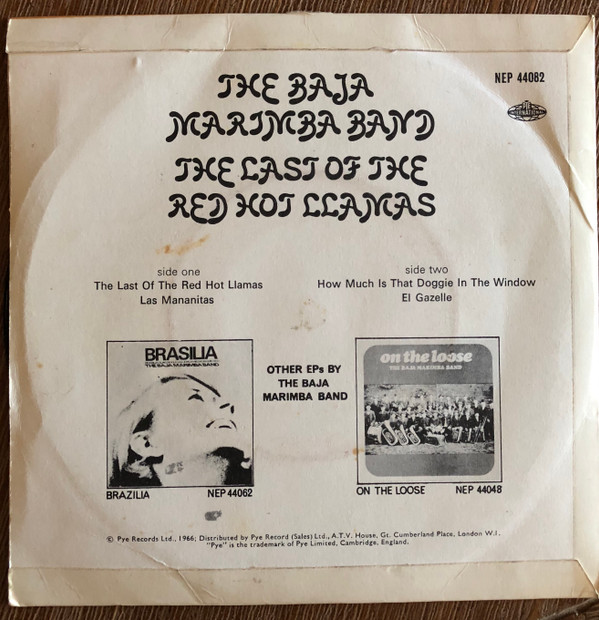 NEP 44082
INTERNATIONAL
THE BAJA
MARIMBA BAND
THE LAST OF THE
RED HOT LLAMAS
side one
The Last Of The Red Hot Llamas
Las Mananitas
side two
How Much Is That Doggie In The Window
El Gazelle
BRASILIA
THE BAJA MARIMBA BAND
BRAZILIA NEP 44062
OTHER EPs BY
THE BAJA
MARIMBA BAND
on the loose
THE BAJA MARIMBA BAND
ON THE LOOSE NEP 44048
© Pye Records Ltd., 1966; Distributed by Pye Record (Sales) Ltd., A.T.V. House, Gt. Cumberland Place, London W.I.
"Pye" is the trademark of Pye Limited, Cambridge, England.